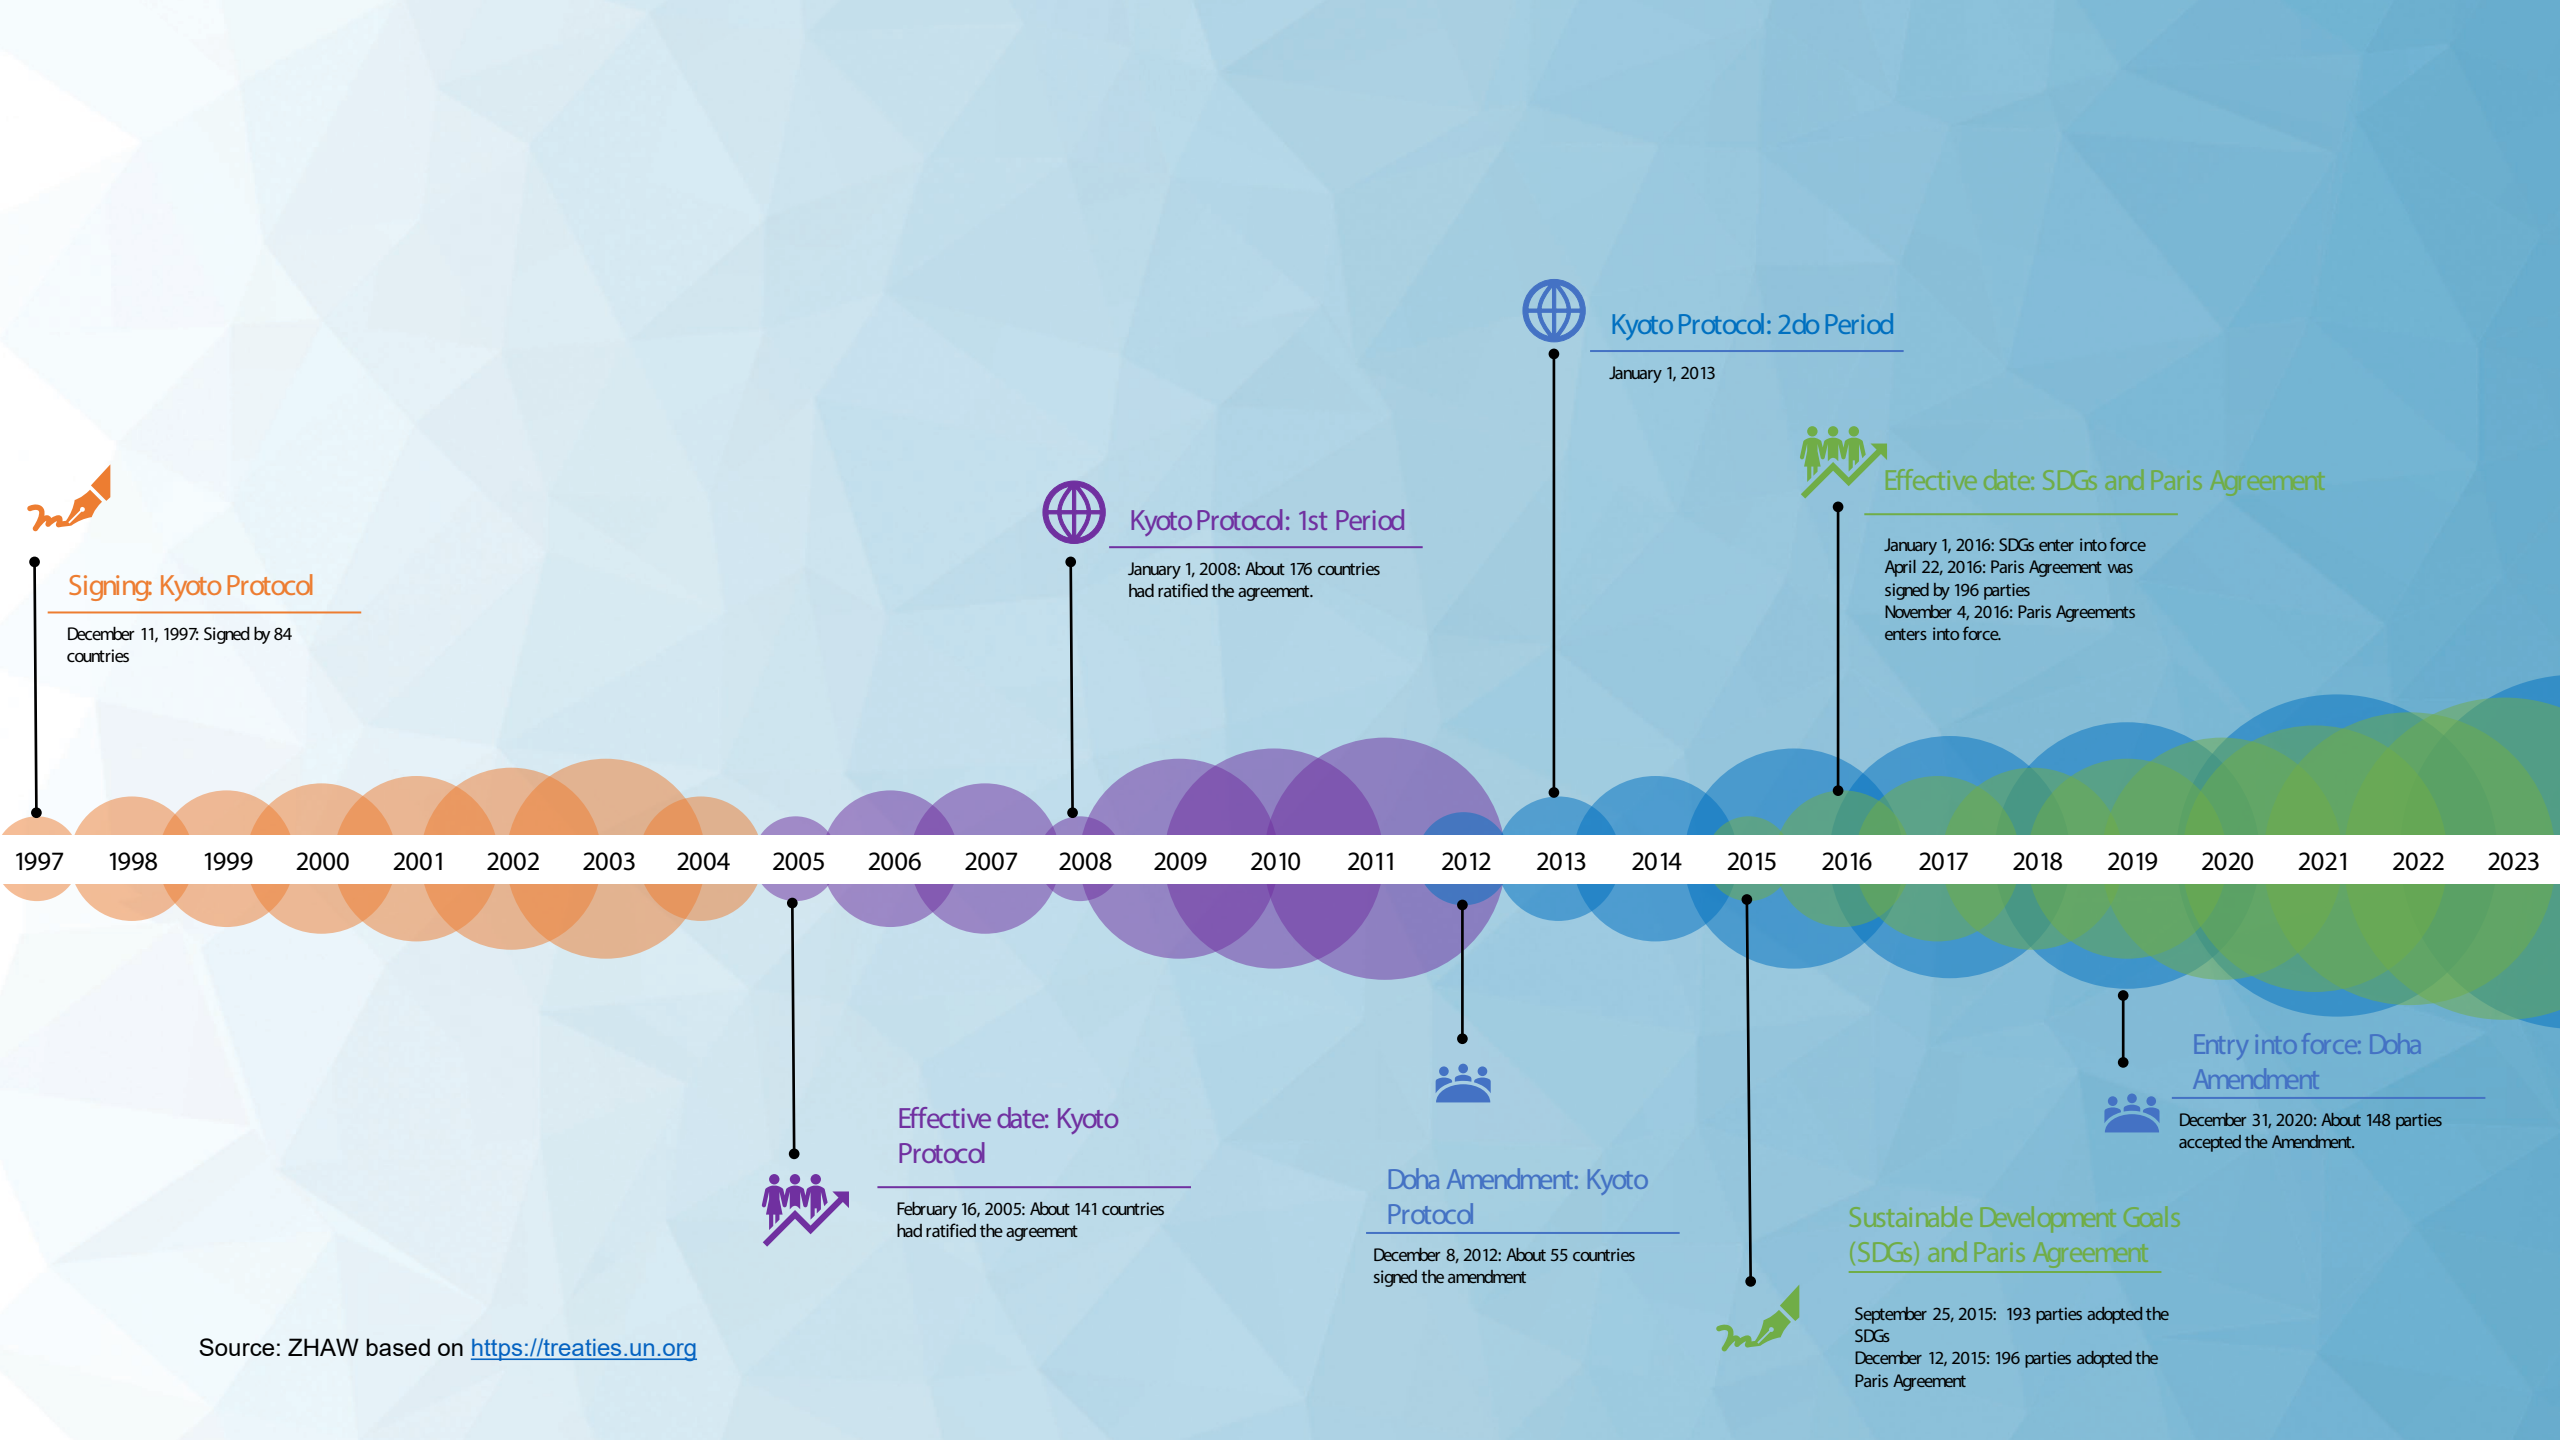 Kyoto Protocol: 2do Period
January 1, 2013
Effective date: SDGs and Paris Agreement
January 1, 2016: SDGs enter into force
April 22, 2016: Paris Agreement was
signed by 196 parties
November 4, 2016: Paris Agreements
enters into force.
Kyoto Protocol: 1st Period
January 1, 2008: About 176 countries
had ratified the agreement.
Signing: Kyoto Protocol
December 11, 1997: Signed by 84
countries
1997 1998 1999 2000 2001 2002 2003 2004 2005 2006 2007 2008 2009 2010 2011 2012 2013 2014 2015 2016 2017 2018 2019 2020 2021 2022 2023
Effective date: Kyoto
Protocol
February 16, 2005: About 141 countries
had ratified the agreement
Doha Amendment: Kyoto
Protocol
December 8, 2012: About 55 countries
signed the amendment
Entry into force: Doha
Amendment
December 31, 2020: About 148 parties
accepted the Amendment.
Sustainable Development Goals
(SDGs) and Paris Agreement
September 25, 2015: 193 parties adopted the
SDGs
December 12, 2015: 196 parties adopted the
Paris Agreement
Source: ZHAW based on https://treaties.un.org